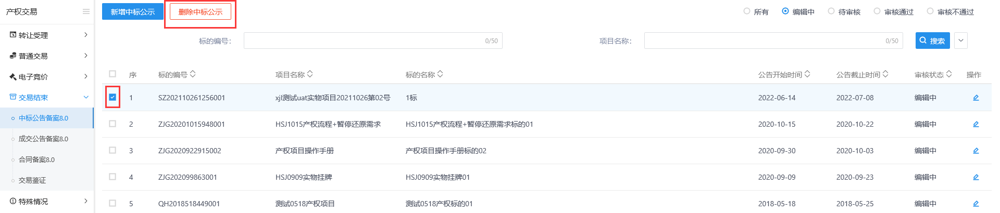 产权交易
转让受理
普通交易
电子竞价
交易结束
中标公告备案8.0
成交公告备案8.0
合同备案8.0
交易鉴证
特殊情况
新增中标公示 删除中标公示 所有 编辑中 待审核 审核通过 审核不通过
标的编号： 0/50 项目名称： 0/50 搜索
序 标的编号 项目名称 标的名称 公告开始时间 公告截止时间 审核状态 操作
1 SZ202110261256001 xjl测试uat实物项目20211026第02号 1标 2022-06-14 2022-07-08 编辑中
2 ZJG20201015948001 HSJ1015产权流程+暂停还原需求 HSJ1015产权流程+暂停还原需求标的01 2020-10-15 2020-10-22 编辑中
3 ZJG2020922915002 产权项目操作手册 产权项目操作手册标的02 2020-09-30 2020-10-03 编辑中
4 ZJG202099863001 HSJ0909实物挂牌 HSJ0909实物挂牌01 2020-09-09 2020-09-23 编辑中
5 QH2018518449001 测试0518产权项目 测试0518产权标的01 2018-05-18 2018-05-25 编辑中